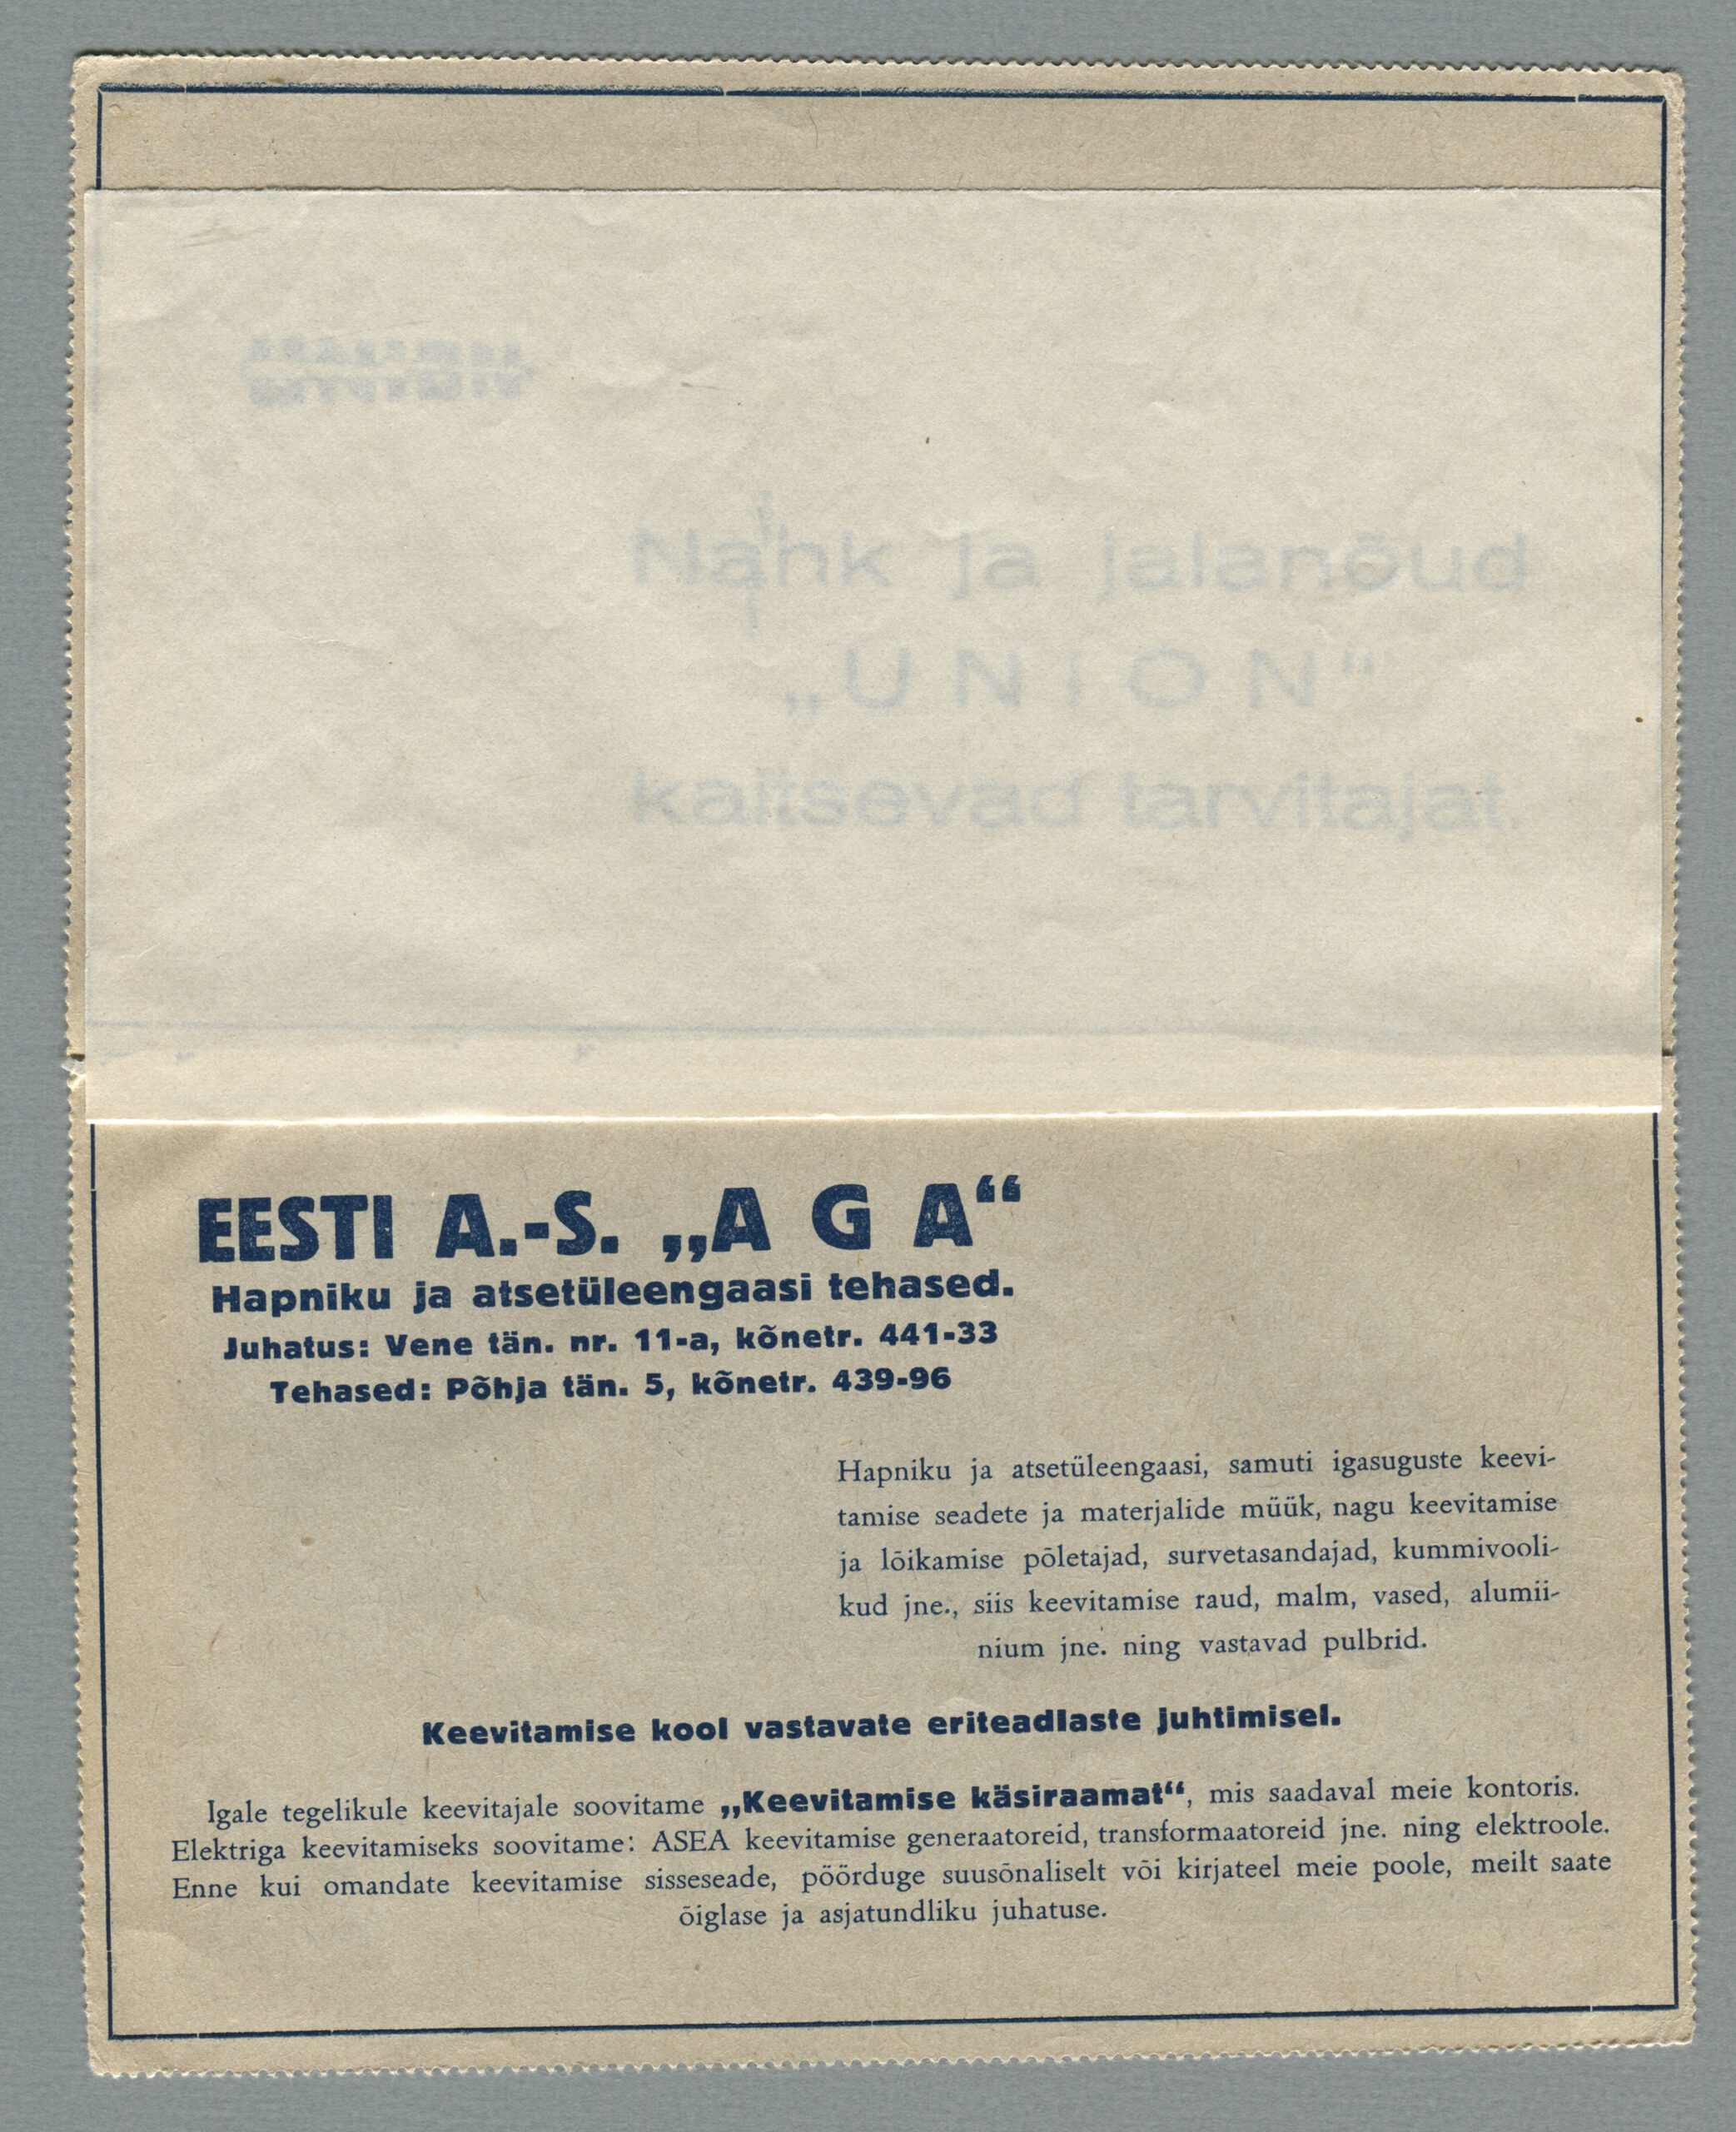 Nahk ja jalanõud
„UNION“
kaitsevad tarvitajat.
EESTI A.-S. „A G A“
Hapniku ja atsetüleengaasi tehased.
Juhatus: Vene tän. nr. 11-a, kõnetr. 441-33
Tehased: Põhja tän. 5, kõnetr. 439-96
Hapniku ja atsetüleengaasi, samuti igasuguste keevi-
tamise seadete ja materjalide müük, nagu keevitamise
ja lõikamise põletajad, survetasandajad, kummivooli-
kud jne., siis keevitamise raud, malm, vased, alumii-
nium jne. ning vastavad pulbrid.
Keevitamise kool vastavate eriteadlaste juhtimisel.
Igale tegelikule keevitajale soovitame „Keevitamise käsiraamat“, mis saadaval meie kontoris.
Elektriga keevitamiseks soovitame: ASEA keevitamise generaatoreid, transformaatoreid jne. ning elektroole.
Enne kui omandate keevitamise sisseseade, pöörduge suusõnaliselt või kirjateel meie poole, meilt saate
õiglase ja asjatundliku juhatuse.